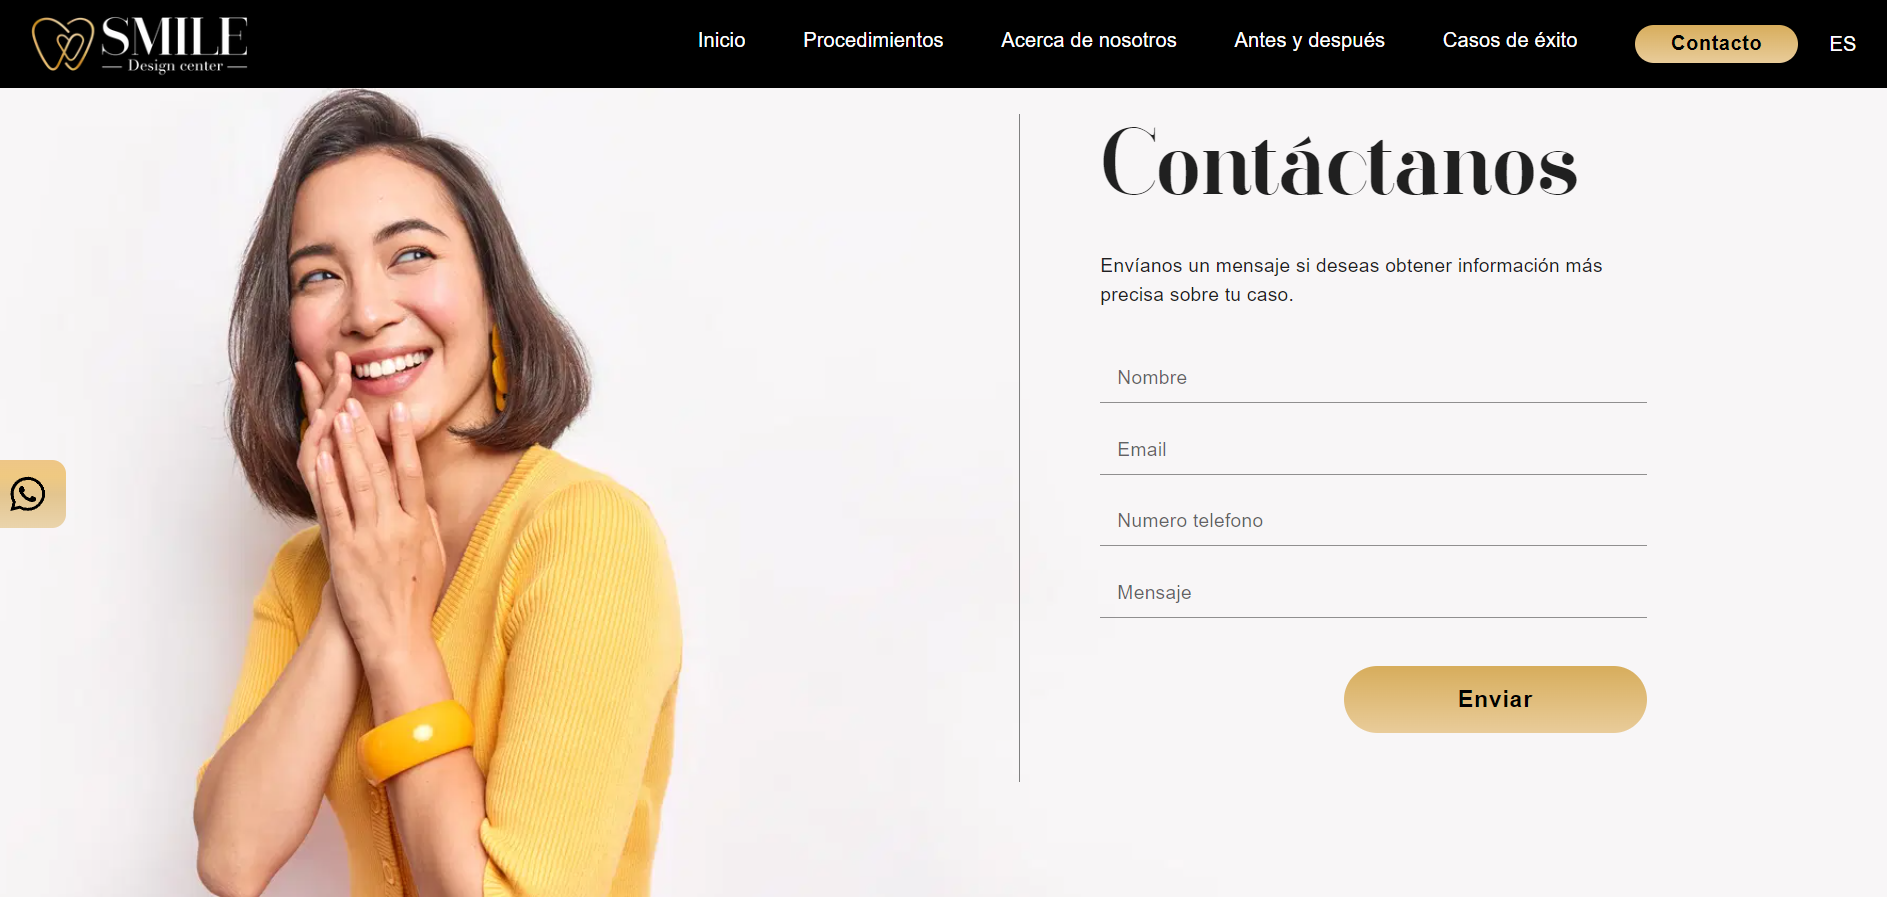 SMILE
Design center
Inicio
Procedimientos
Acerca de nosotros
Antes y después
Casos de éxito
Contacto
ES
Contáctanos
Envíanos un mensaje si deseas obtener información más
precisa sobre tu caso.
Nombre
Email
Numero telefono
Mensaje
Enviar